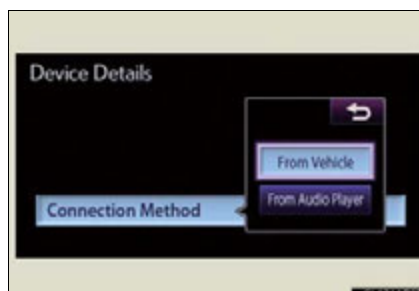 Device Details
From Vehicle
From Audio Player
Connection Method